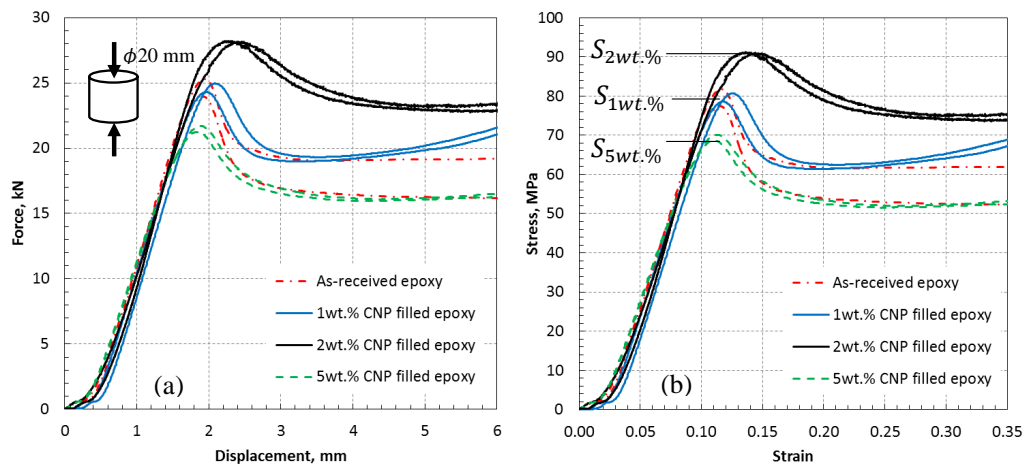 30
25
20
15
10
5
0
Force, kN
0
1
2
3
4
5
6
Displacement, mm
ϕ20 mm
As-received epoxy
1wt.% CNP filled epoxy
2wt.% CNP filled epoxy
5wt.% CNP filled epoxy
(a)
100
90
80
70
60
50
40
30
20
10
0
Stress, MPa
0.00
0.05
0.10
0.15
0.20
0.25
0.30
0.35
Strain
S2wt.%
S1wt.%
S5wt.%
As-received epoxy
1wt.% CNP filled epoxy
2wt.% CNP filled epoxy
5wt.% CNP filled epoxy
(b)